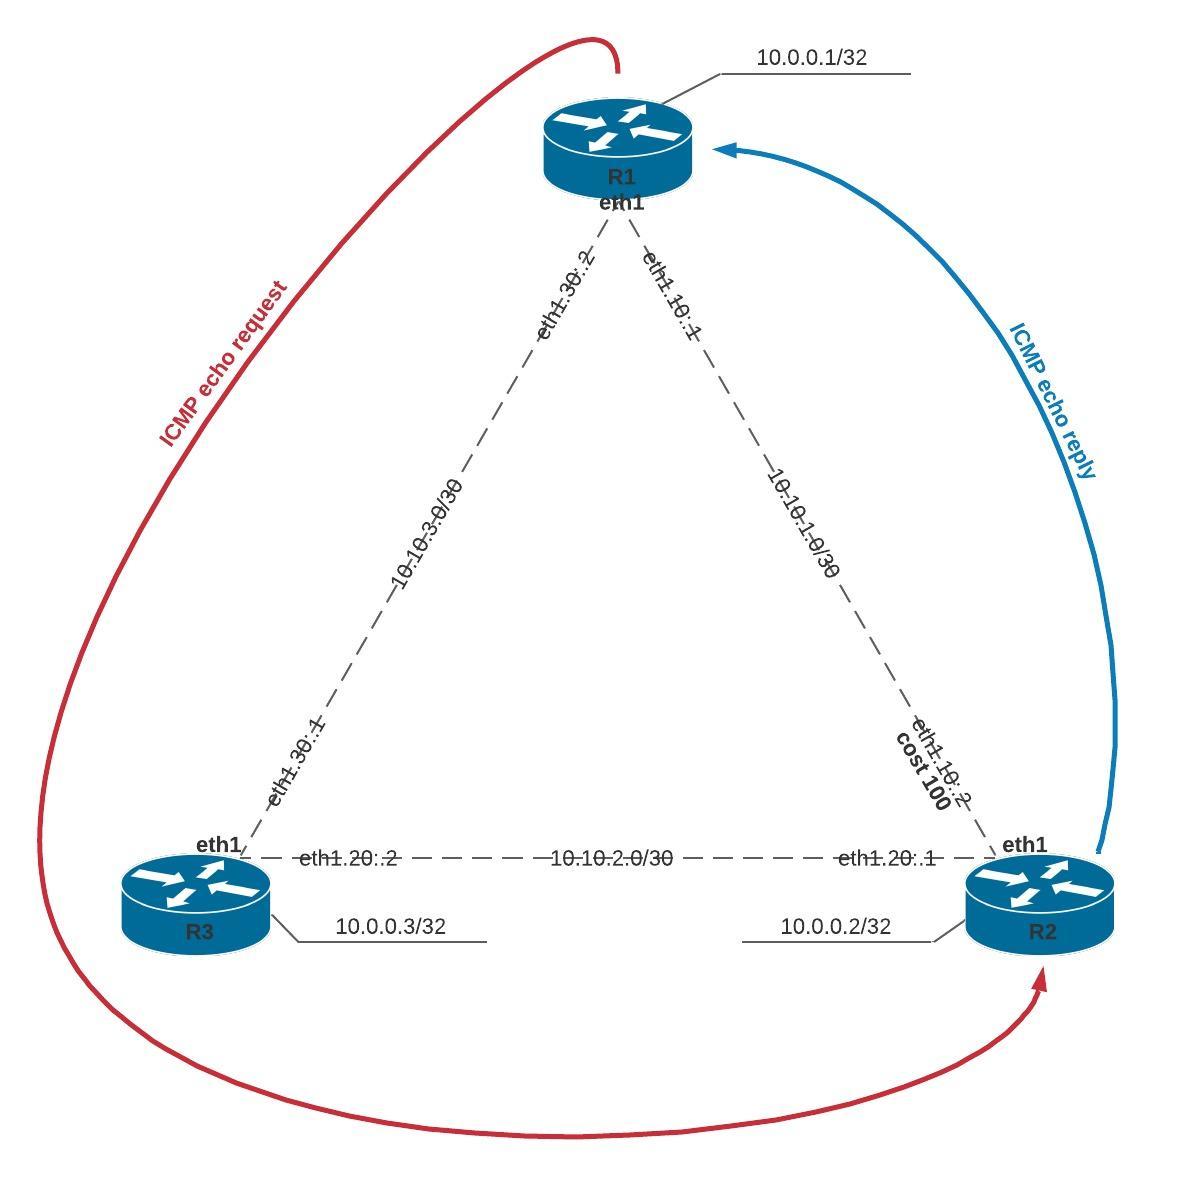 10.0.0.1/32
R1
eth1
eth1.30:.2
eth1.10:.1
ICMP echo request
ICMP echo reply
10.10.3.0/30
10.10.1.0/30
eth1.30:.1
eth1.10:.2
cost 100
eth1
eth1
eth1.20:.2
10.10.2.0/30
eth1.20:.1
R3
10.0.0.3/32
10.0.0.2/32
R2